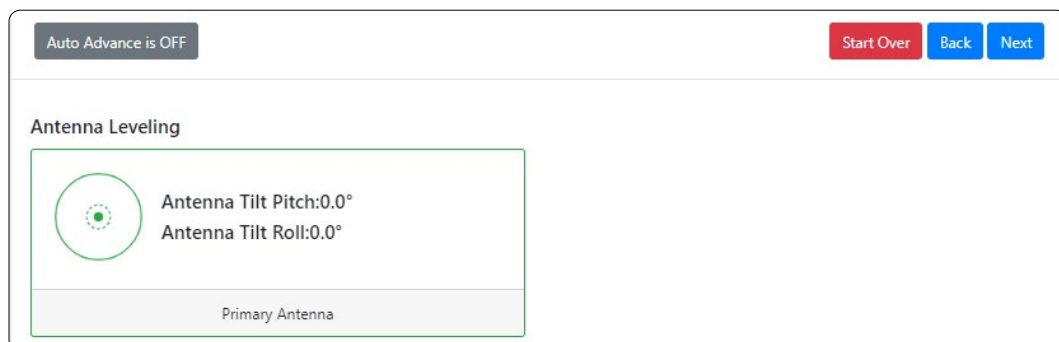 Auto Advance is OFF
Start Over
Back
Next
Antenna Leveling
Antenna Tilt Pitch:0.0°
Antenna Tilt Roll:0.0°
Primary Antenna